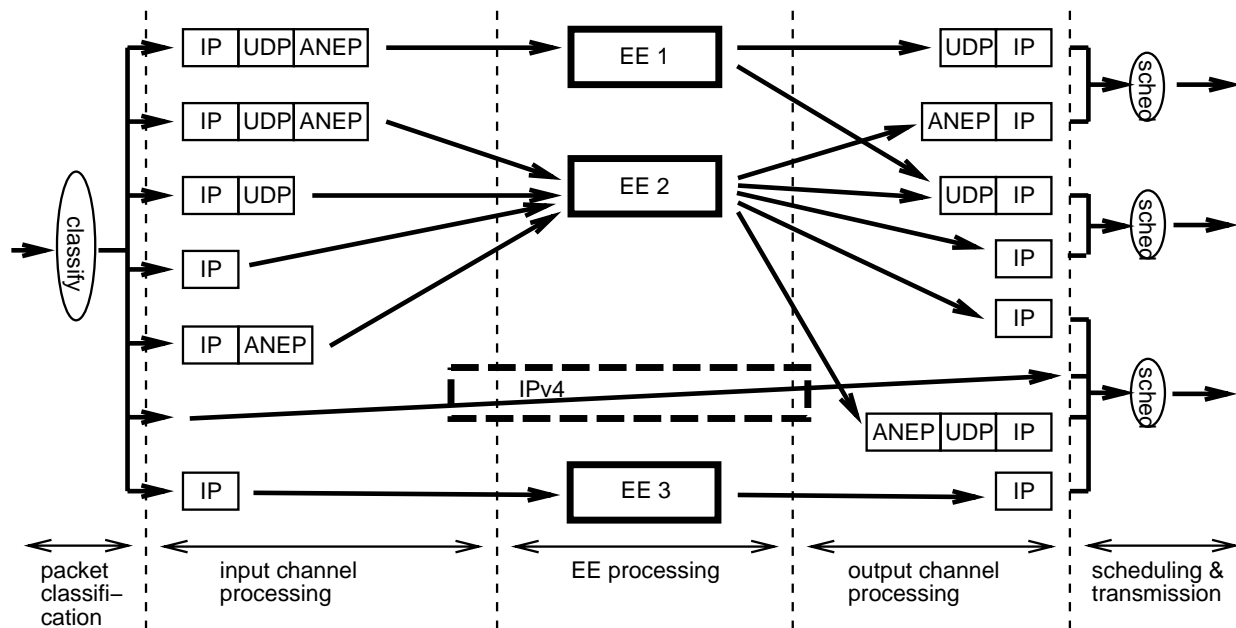 IP UDP ANEP
EE 1
UDP IP
sched
IP UDP ANEP
ANEP IP
IP UDP
EE 2
UDP IP
sched
classify
IP
IP
IP
IP ANEP
IPv4
sched
ANEP UDP IP
IP
EE 3
IP
packet
classifi–
cation
input channel
processing
EE processing
output channel
processing
scheduling &
transmission